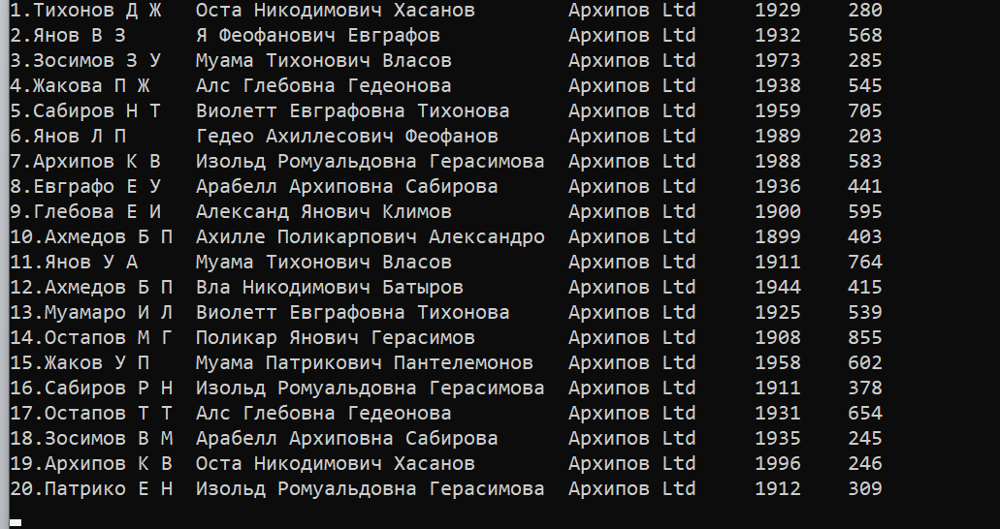 1.Тихонов Д Ж Оста Никодимович Хасанов Архипов Ltd 1929 280
2.Янов В З Я Феофанович Евграфов Архипов Ltd 1932 568
3.Зосимов З У Муама Тихонович Власов Архипов Ltd 1973 285
4.Жакова П Ж Алс Глебовна Гедеонова Архипов Ltd 1938 545
5.Сабиров Н Т Виолетт Евграфовна Тихонова Архипов Ltd 1959 705
6.Янов Л П Гедео Ахиллесович Феофанов Архипов Ltd 1989 203
7.Архипов К В Изольд Ромуальдовна Герасимова Архипов Ltd 1988 583
8.Евграфо Е У Арабелл Архиповна Сабирова Архипов Ltd 1936 441
9.Глебова Е И Александ Янович Климов Архипов Ltd 1900 595
10.Ахмедов Б П Ахилле Поликарпович Александро Архипов Ltd 1899 403
11.Янов У А Муама Тихонович Власов Архипов Ltd 1911 764
12.Ахмедов Б П Вла Никодимович Батыров Архипов Ltd 1944 415
13.Муамаро И Л Виолетт Евграфовна Тихонова Архипов Ltd 1925 539
14.Остапов М Г Поликар Янович Герасимов Архипов Ltd 1908 855
15.Жаков У П Муама Патрикович Пантелемонов Архипов Ltd 1958 602
16.Сабиров Р Н Изольд Ромуальдовна Герасимова Архипов Ltd 1911 378
17.Остапов Т Т Алс Глебовна Гедеонова Архипов Ltd 1931 654
18.Зосимов В М Арабелл Архиповна Сабирова Архипов Ltd 1935 245
19.Архипов К В Оста Никодимович Хасанов Архипов Ltd 1996 246
20.Патрико Е Н Изольд Ромуальдовна Герасимова Архипов Ltd 1912 309